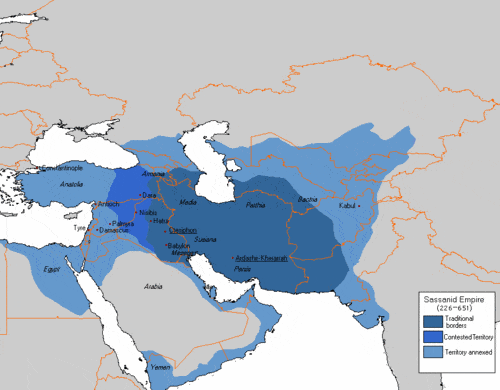 Constantinople
Anatolia
Armenia
Antioch
Dara
Nisibis
Hatra
Media
Parthia
Bactria
Kabul
Palmyra
Tyre
Damascus
Ctesiphon
Susiana
Babylon
Ardashir-Khwarrah
Persis
Egypt
Arabia
Yemen
Sassanid Empire
(226-651)
Traditional
borders
Contested Territory
Territory annexed